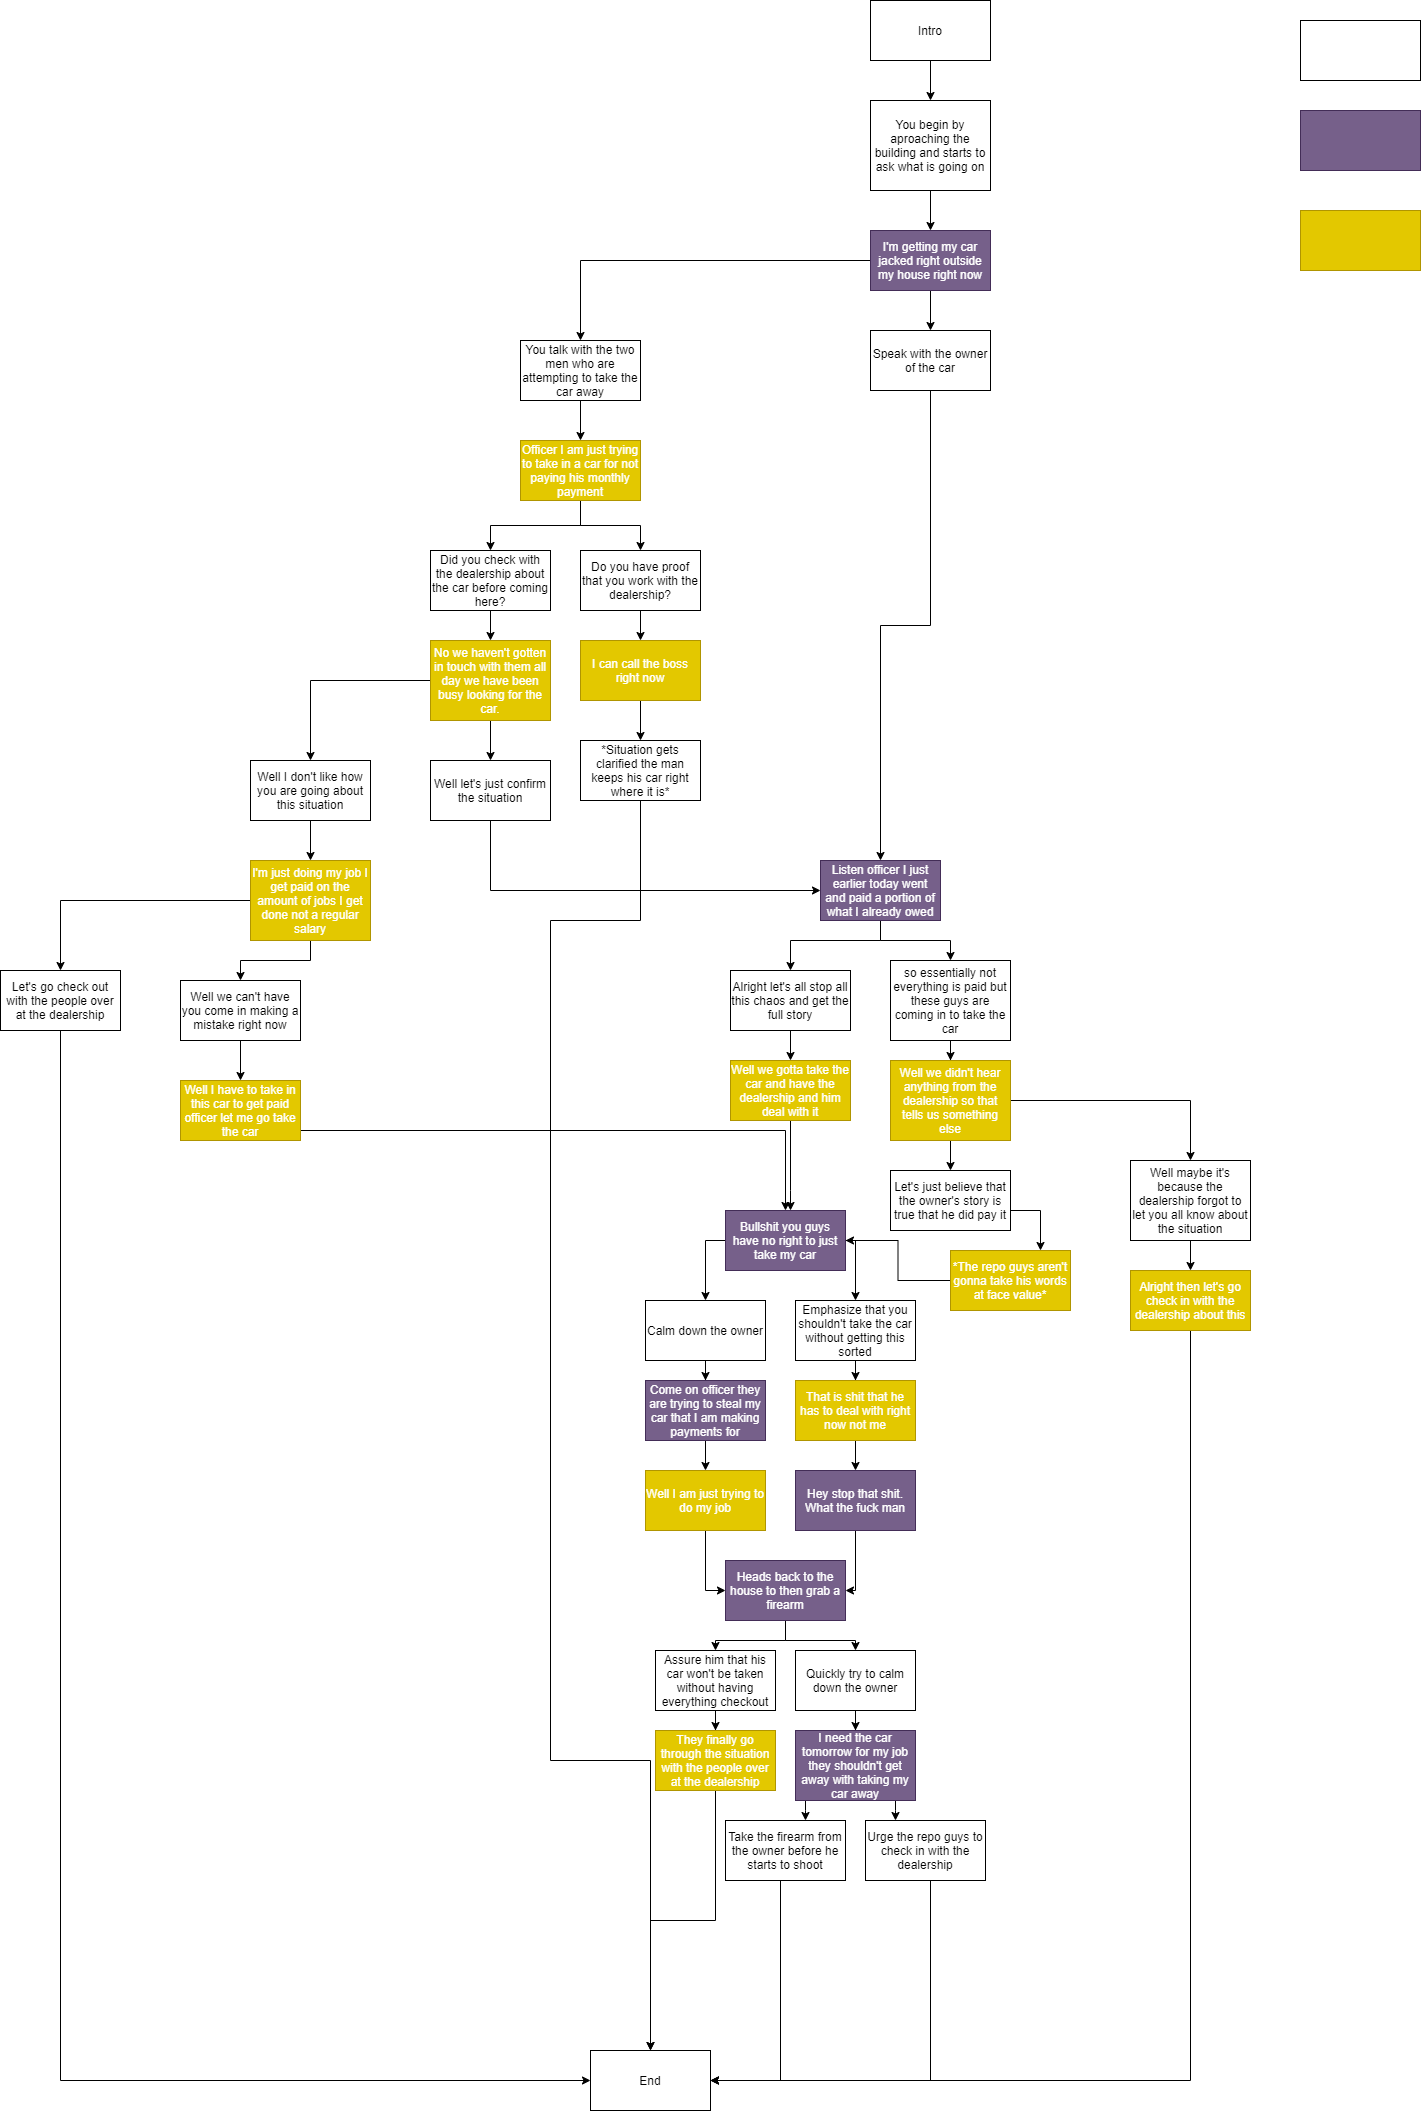 Intro
You begin by
aproaching the
building and starts to
ask what is going on
I'm getting my car
jacked right outside
my house right now
You talk with the two
men who are
attempting to take the
car away
Speak with the owner
of the car
Officer I am just trying
to take in a car for not
paying his monthly
payment
Did you check with
the dealership about
the car before coming
here?
Do you have proof
that you work with the
dealership?
No we haven't gotten
in touch with them all
day we have been
busy looking for the
car.
I can call the boss
right now
*Situation gets
clarified the man
keeps his car right
where it is*
Well I don't like how
you are going about
this situation
Well let's just confirm
the situation
I'm just doing my job I
get paid on the
amount of jobs I get
done not a regular
salary
Listen officer I just
earlier today went
and paid a portion of
what I already owed
Let's go check out
with the people over
at the dealership
Well we can't have
you come in making a
mistake right now
Alright let's all stop all
this chaos and get the
full story
so essentially not
everything is paid but
these guys are
coming in to take the
car
Well I have to take in
this car to get paid
officer let me go take
the car
Well we gotta take the
car and have the
dealership and him
deal with it
Well we didn't hear
anything from the
dealership so that
tells us something
else
Let's just believe that
the owner's story is
true that he did pay it
Well maybe it's
because the
dealership forgot to
let you all know about
the situation
Bullshit you guys
have no right to just
take my car
*The repo guys aren't
gonna take his words
at face value*
Alright then let's go
check in with the
dealership about this
Calm down the owner
Emphasize that you
shouldn't take the car
without getting this
sorted
Come on officer they
are trying to steal my
car that I am making
payments for
That is shit that he
has to deal with right
now not me
Well I am just trying to
do my job
Hey stop that shit.
What the fuck man
Heads back to the
house to then grab a
firearm
Assure him that his
car won't be taken
without having
everything checkout
Quickly try to calm
down the owner
They finally go
through the situation
with the people over
at the dealership
I need the car
tomorrow for my job
they shouldn't get
away with taking my
car away
Take the firearm from
the owner before he
starts to shoot
Urge the repo guys to
check in with the
dealership
End